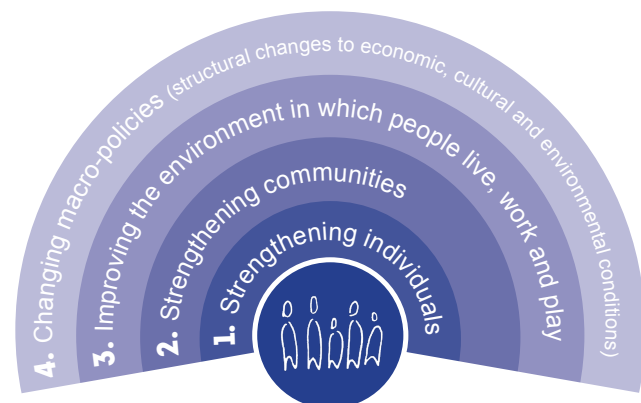 4. Changing macro-policies (structural changes to economic, cultural and environmental conditions)
3. Improving the environment in which people live, work and play
2. Strengthening communities
1. Strengthening individuals